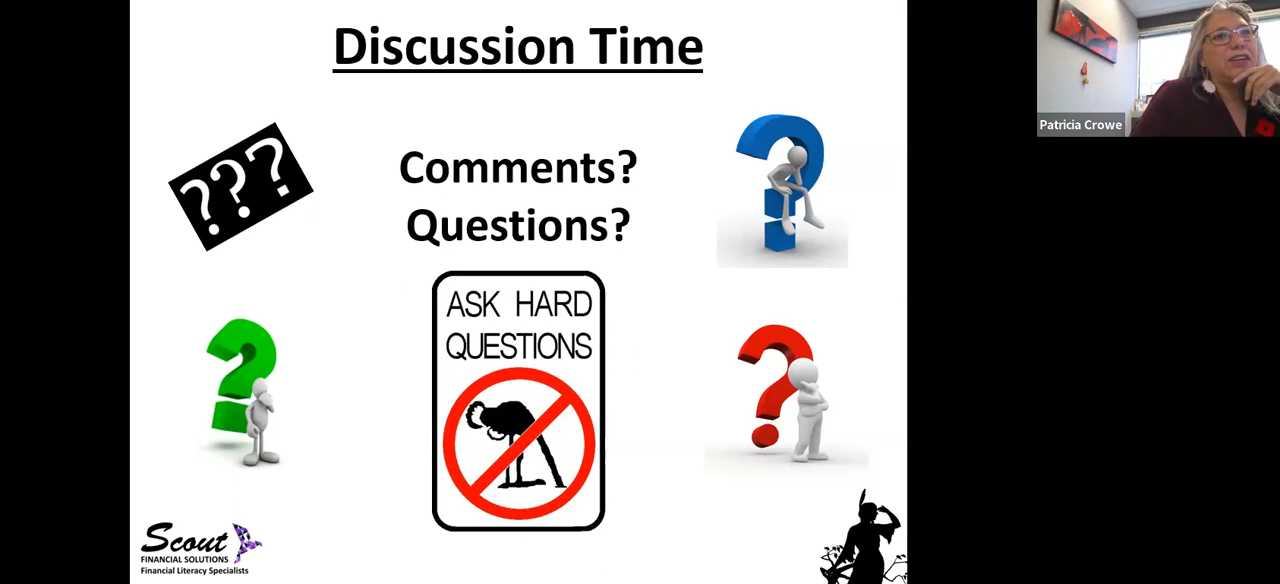 Discussion Time
???
Comments?
Questions?
ASK HARD
QUESTIONS
Scout
FINANCIAL SOLUTIONS
Financial Literacy Specialists
Patricia Crowe